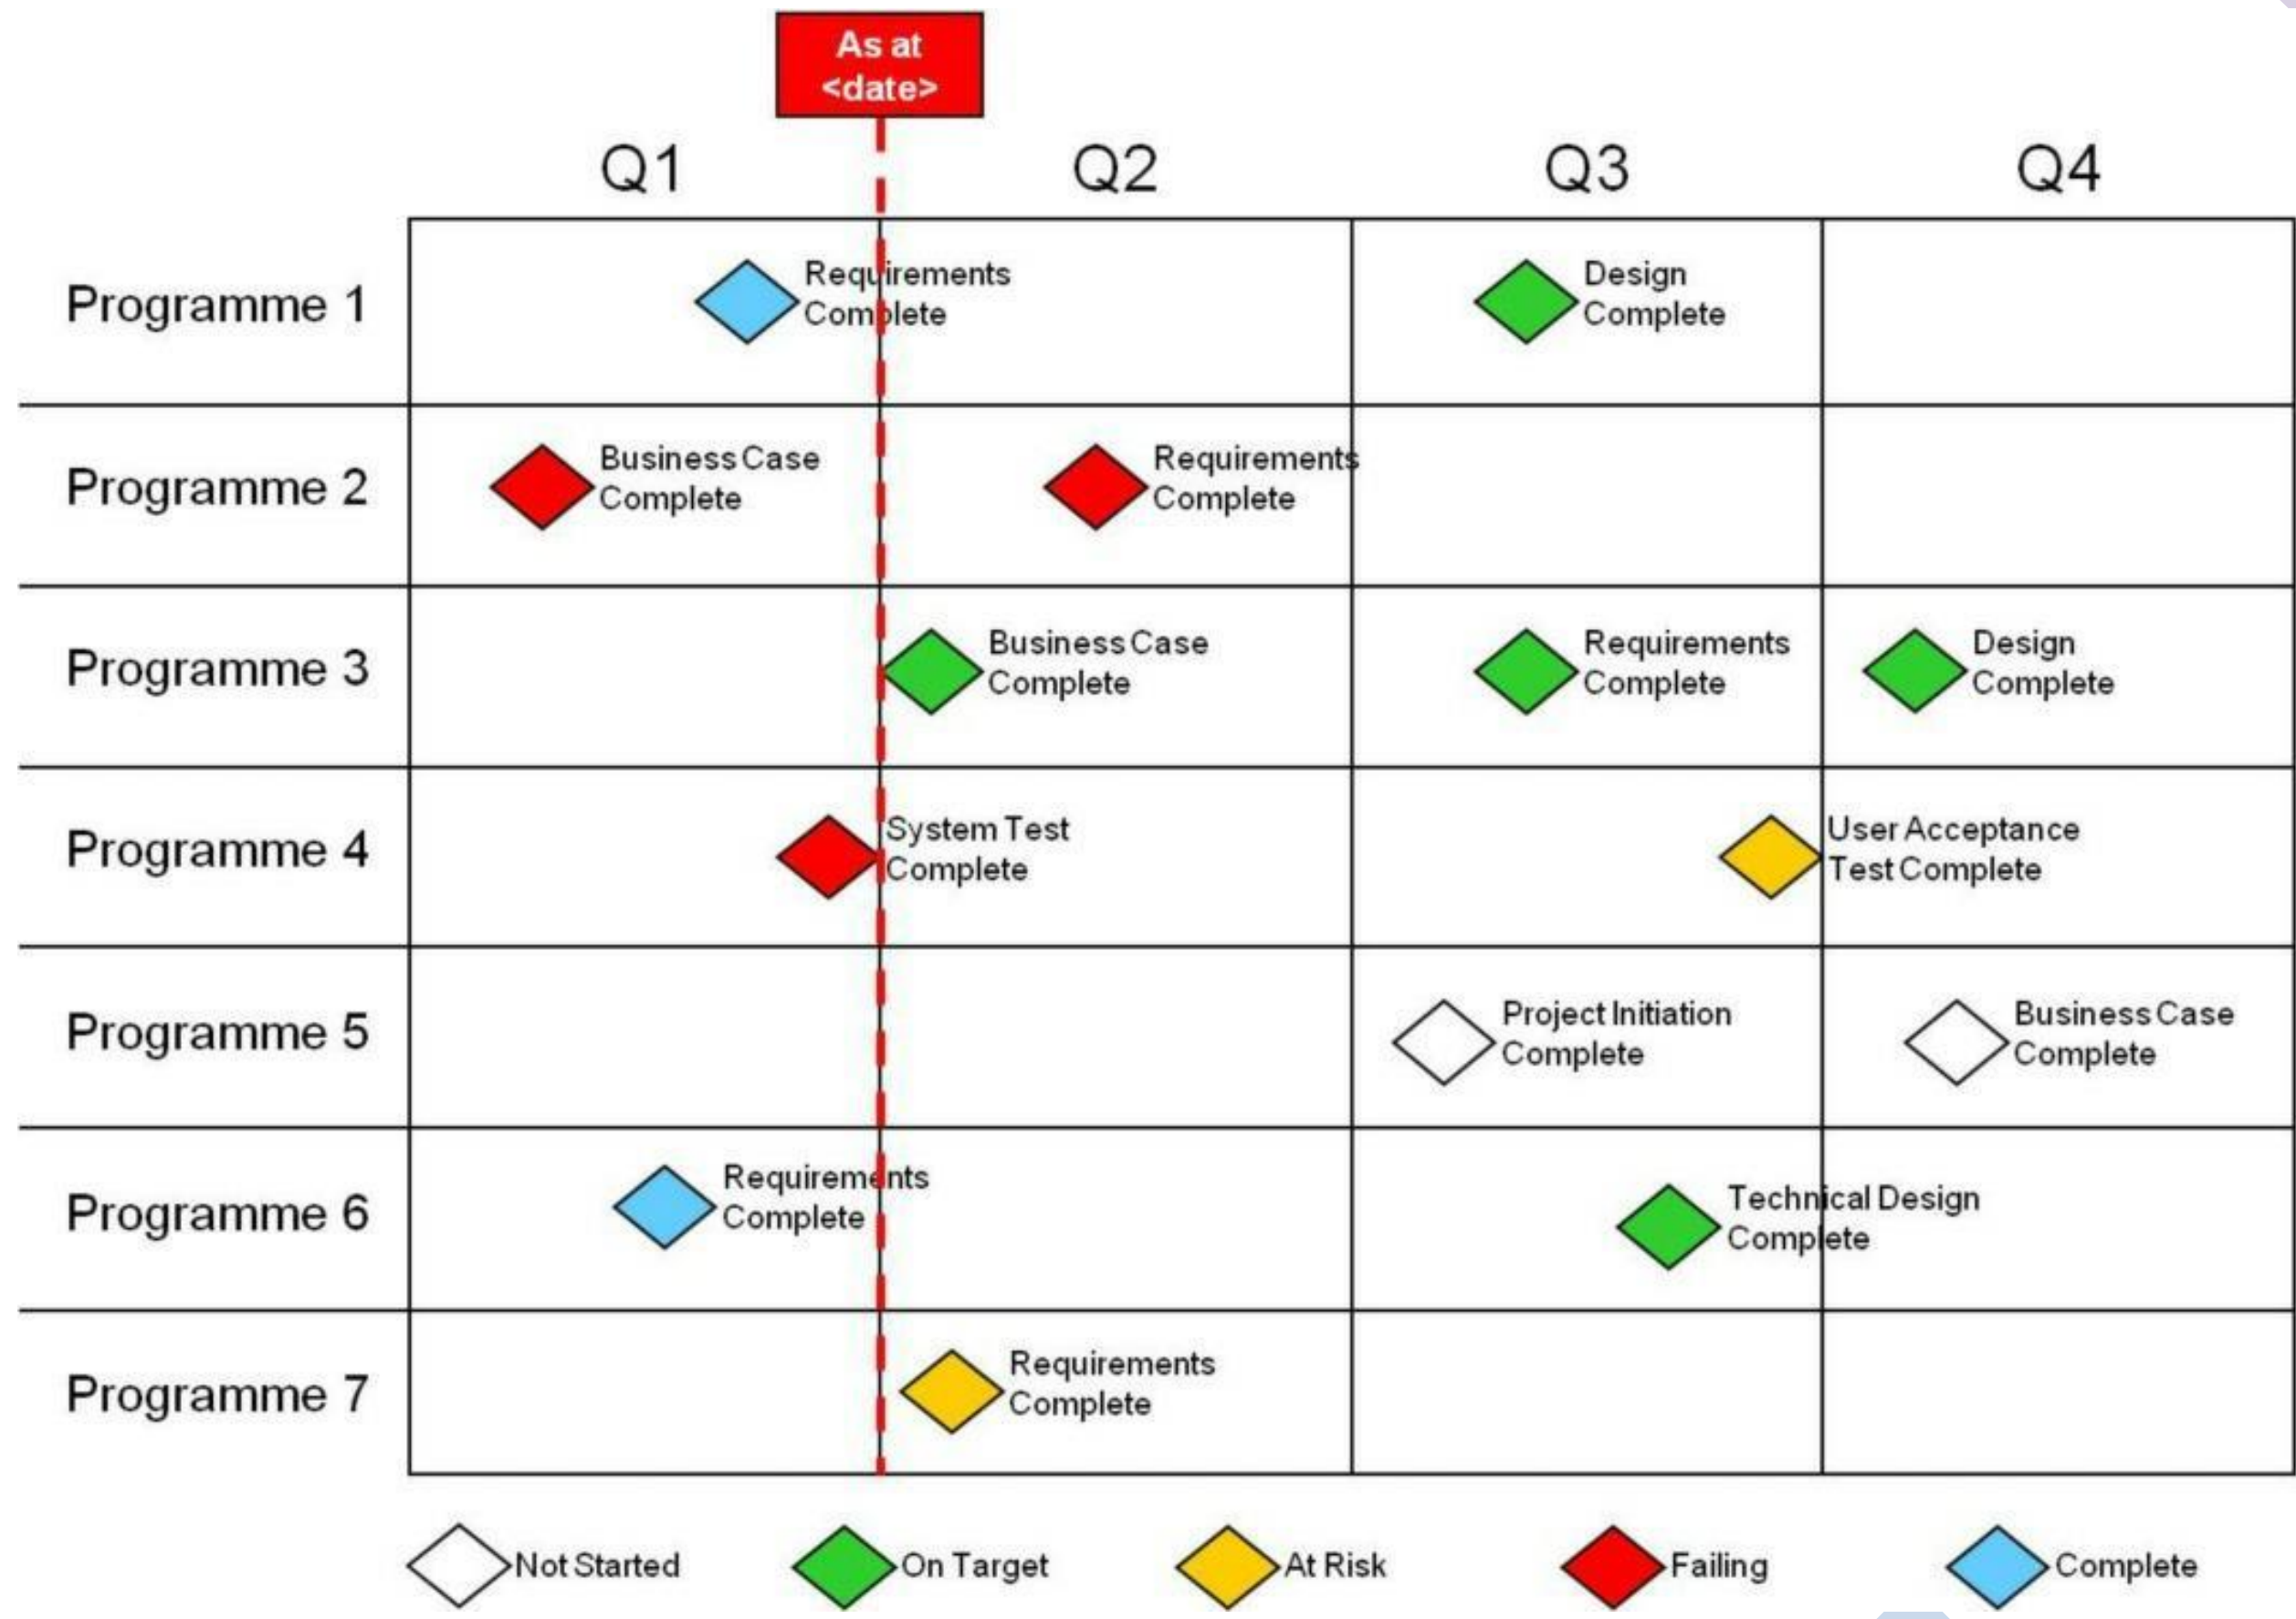 As at
<date>
Q1
Q2
Q3
Q4
Programme 1
Requirements
Complete
Design
Complete
Programme 2
Business Case
Complete
Requirements
Complete
Programme 3
Business Case
Complete
Requirements
Complete
Design
Complete
Programme 4
System Test
Complete
User Acceptance
Test Complete
Programme 5
Project Initiation
Complete
Business Case
Complete
Programme 6
Requirements
Complete
Technical Design
Complete
Programme 7
Requirements
Complete
Not Started
On Target
At Risk
Failing
Complete